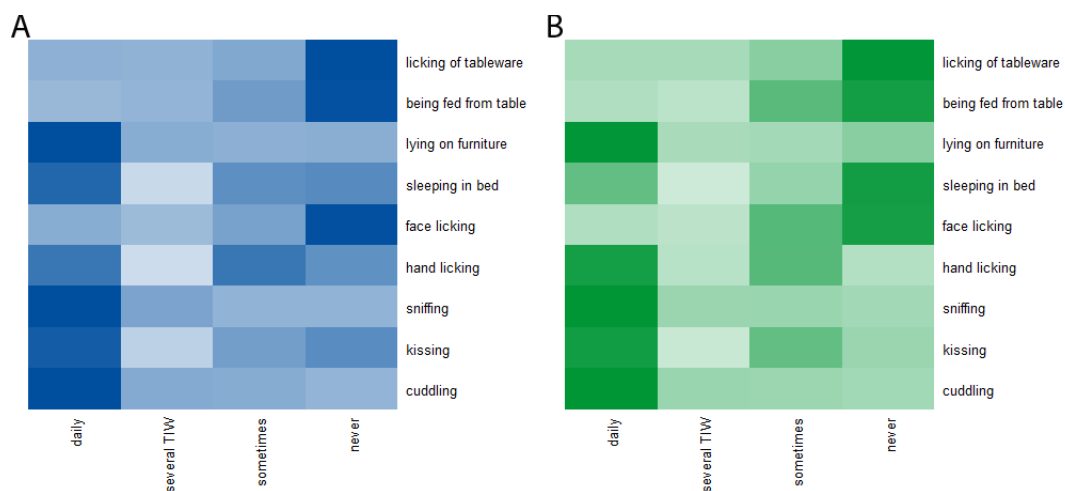 A
licking of tableware
being fed from table
lying on furniture
sleeping in bed
face licking
hand licking
sniffing
kissing
cuddling
daily
several TIW
sometimes
never
B
licking of tableware
being fed from table
lying on furniture
sleeping in bed
face licking
hand licking
sniffing
kissing
cuddling
daily
several TIW
sometimes
never